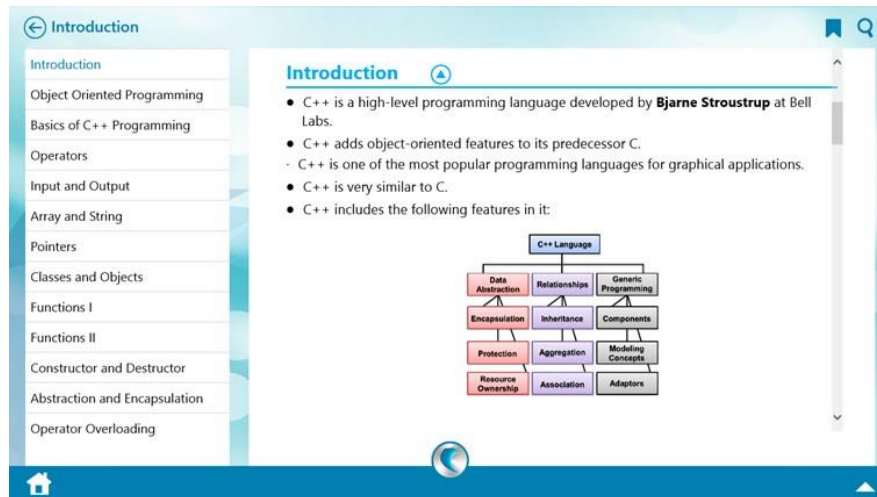 Introduction
Introduction
Object Oriented Programming
Basics of C++ Programming
Operators
Input and Output
Array and String
Pointers
Classes and Objects
Functions I
Functions II
Constructor and Destructor
Abstraction and Encapsulation
Operator Overloading
Introduction
• C++ is a high-level programming language developed by Bjarne Stroustrup at Bell
Labs.
• C++ adds object-oriented features to its predecessor C.
- C++ is one of the most popular programming languages for graphical applications.
• C++ is very similar to C.
• C++ includes the following features in it:
C++ Language
Data
Abstraction
Relationships
Generic
Programming
Encapsulation
Inheritance
Components
Protection
Aggregation
Modeling
Concepts
Resource
Ownership
Association
Adaptors